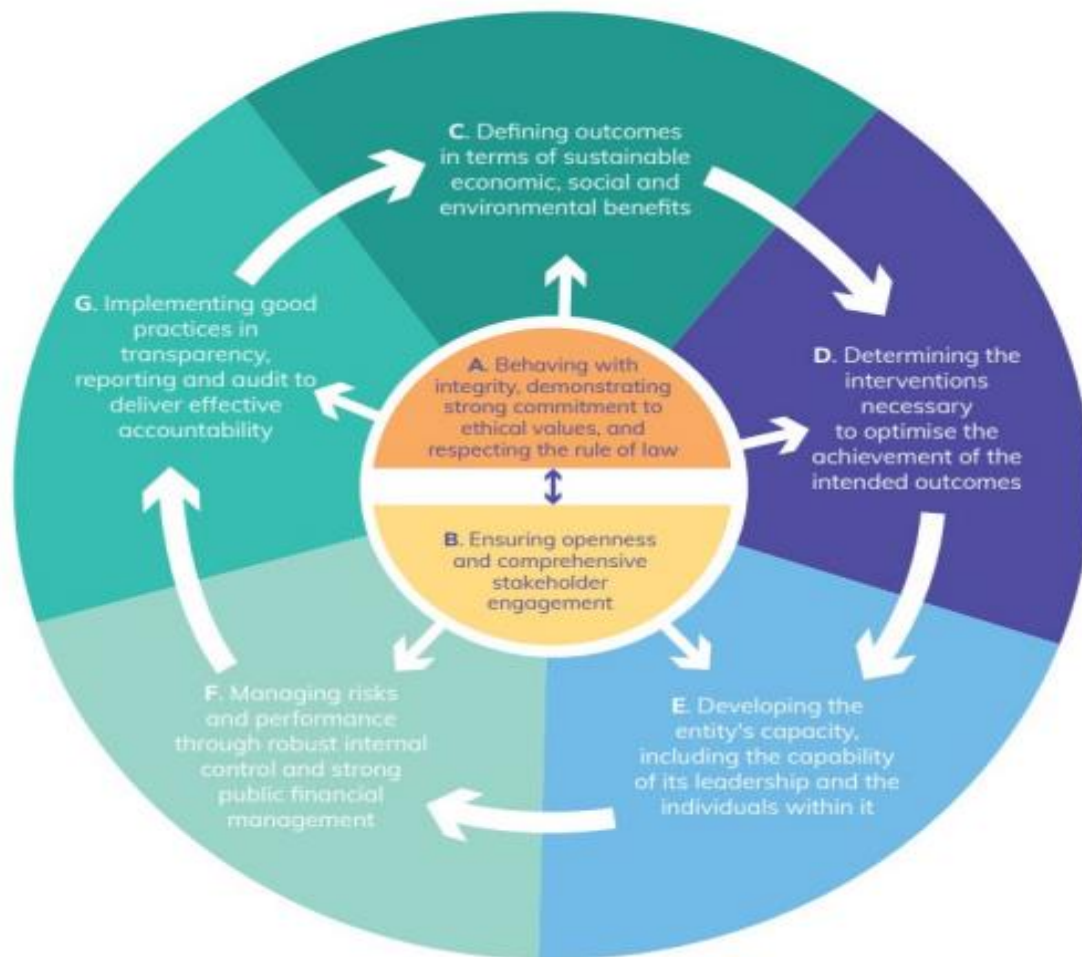 C. Defining outcomes
in terms of sustainable
economic, social and
environmental benefits
G. Implementing good
practices in
transparency,
reporting and audit to
deliver effective
accountability
A. Behaving with
integrity, demonstrating
strong commitment to
ethical values, and
respecting the rule of law
D. Determining the
interventions
necessary
to optimise the
achievement of the
intended outcomes
B. Ensuring openness
and comprehensive
stakeholder
engagement
F. Managing risks
and performance
through robust internal
control and strong
public financial
management
E. Developing the
entity's capacity,
including the capability
of its leadership and the
individuals within it